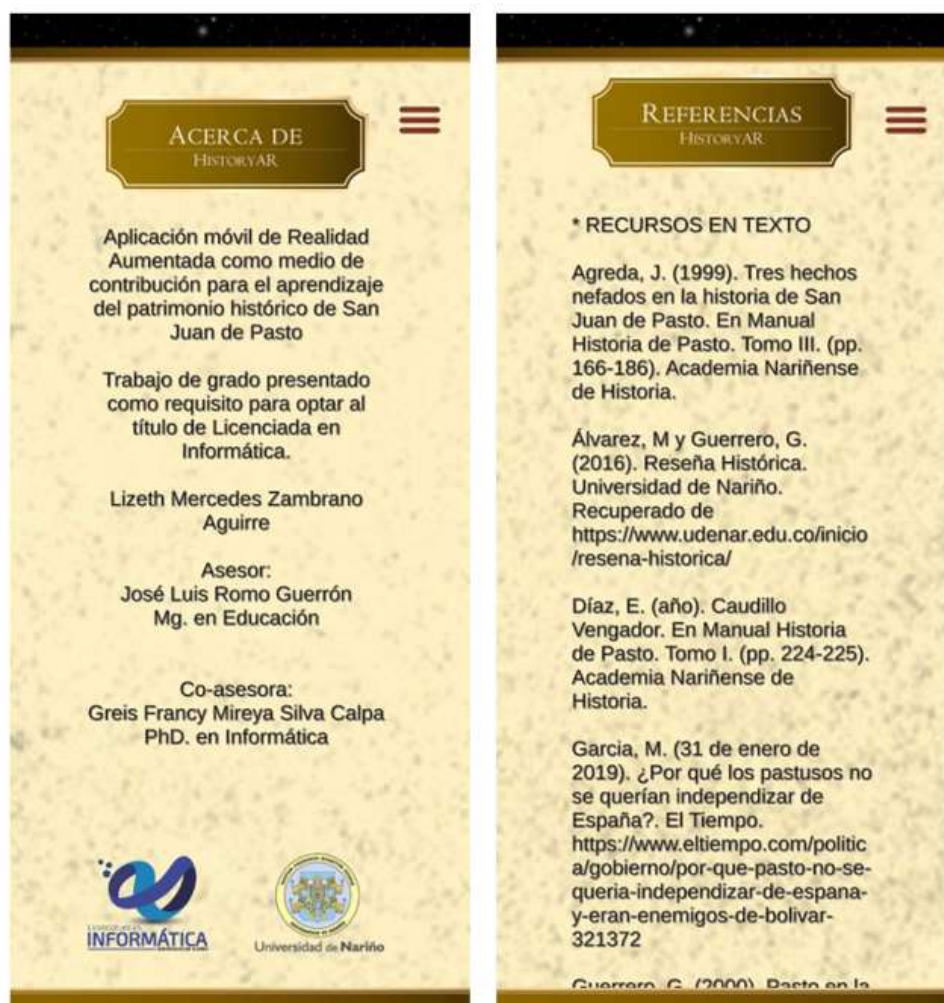 ACERCA DE
HISTORYAR
Aplicación móvil de Realidad
Aumentada como medio de
contribución para el aprendizaje
del patrimonio histórico de San
Juan de Pasto
Trabajo de grado presentado
como requisito para optar al
título de Licenciada en
Informática.
Lizeth Mercedes Zambrano
Aguirre
Asesor:
José Luis Romo Guerrón
Mg. en Educación
Co-asesora:
Greis Francy Mireya Silva Calpa
PhD. en Informática
INFORMÁTICA
Universidad de Nariño
REFERENCIAS
HISTORYAR
* RECURSOS EN TEXTO
Agreda, J. (1999). Tres hechos
nefados en la historia de San
Juan de Pasto. En Manual
Historia de Pasto. Tomo III. (pp.
166-186). Academia Nariñense
de Historia.
Álvarez, M y Guerrero, G.
(2016). Reseña Histórica.
Universidad de Nariño.
Recuperado de
https://www.udenar.edu.co/inicio
/resena-historica/
Díaz, E. (año). Caudillo
Vengador. En Manual Historia
de Pasto. Tomo I. (pp. 224-225).
Academia Nariñense de
Historia.
Garcia, M. (31 de enero de
2019). ¿Por qué los pastusos no
se querían independizar de
España?. El Tiempo.
https://www.eltiempo.com/politic
a/gobierno/por-que-pasto-no-se-
queria-independizar-de-espana-
y-eran-enemigos-de-bolivar-
321372
Guerrero, G. (2000). Pasto en la